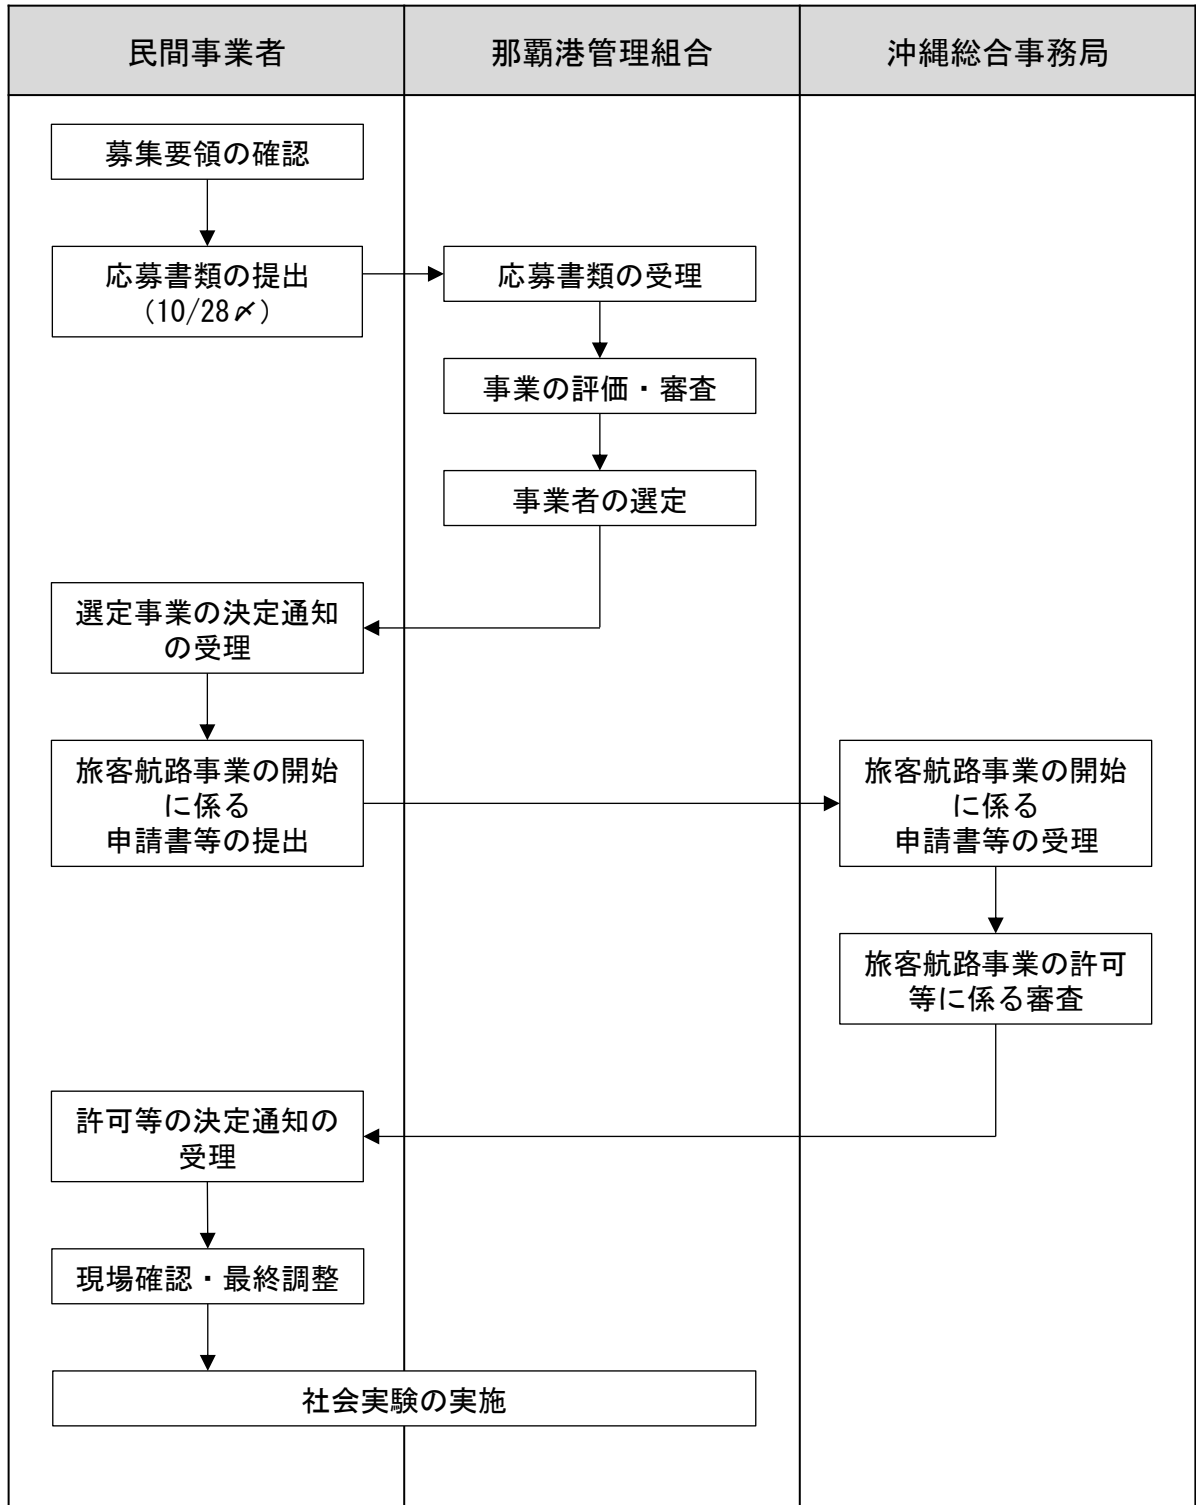 民間事業者
那覇港管理組合
沖縄総合事務局
募集要領の確認
応募書類の提出
（10/28〆）
応募書類の受理
事業の評価・審査
事業者の選定
選定事業の決定通知
の受理
旅客航路事業の開始
に係る
申請書等の提出
旅客航路事業の開始
に係る
申請書等の受理
旅客航路事業の許可
等に係る審査
許可等の決定通知の
受理
現場確認・最終調整
社会実験の実施